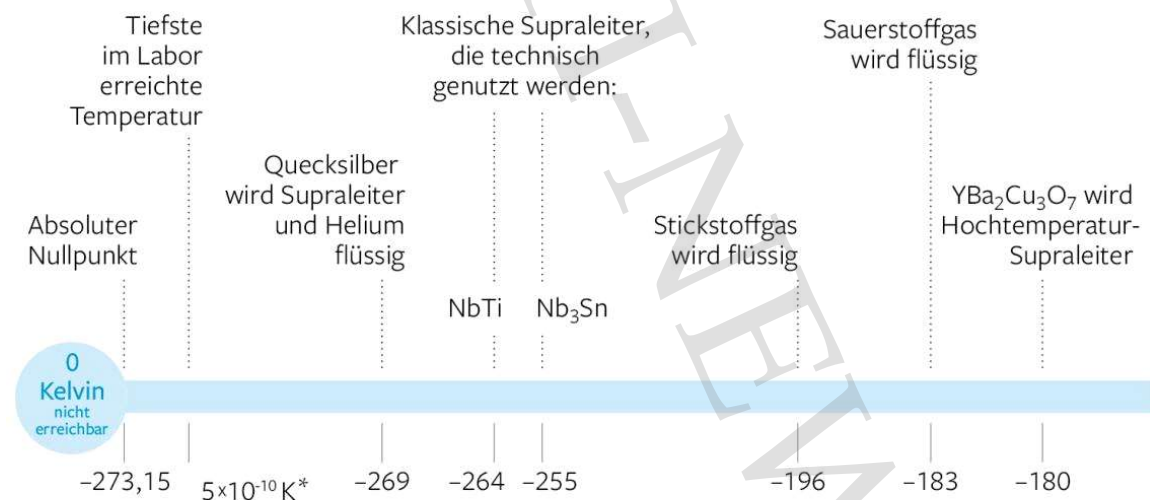 Tiefste
im Labor
erreichte
Temperatur
Klassische Supraleiter,
die technisch
genutzt werden:
Sauerstoffgas
wird flüssig
Quecksilber
wird Supraleiter
und Helium
flüssig
Absoluter
Nullpunkt
Stickstoffgas
wird flüssig
YBa₂Cu₃O₇ wird
Hochtemperatur-
Supraleiter
NbTi
Nb₃Sn
0
Kelvin
nicht
erreichbar
–273,15
5×10⁻¹⁰ K*
–269
–264
–255
–196
–183
–180